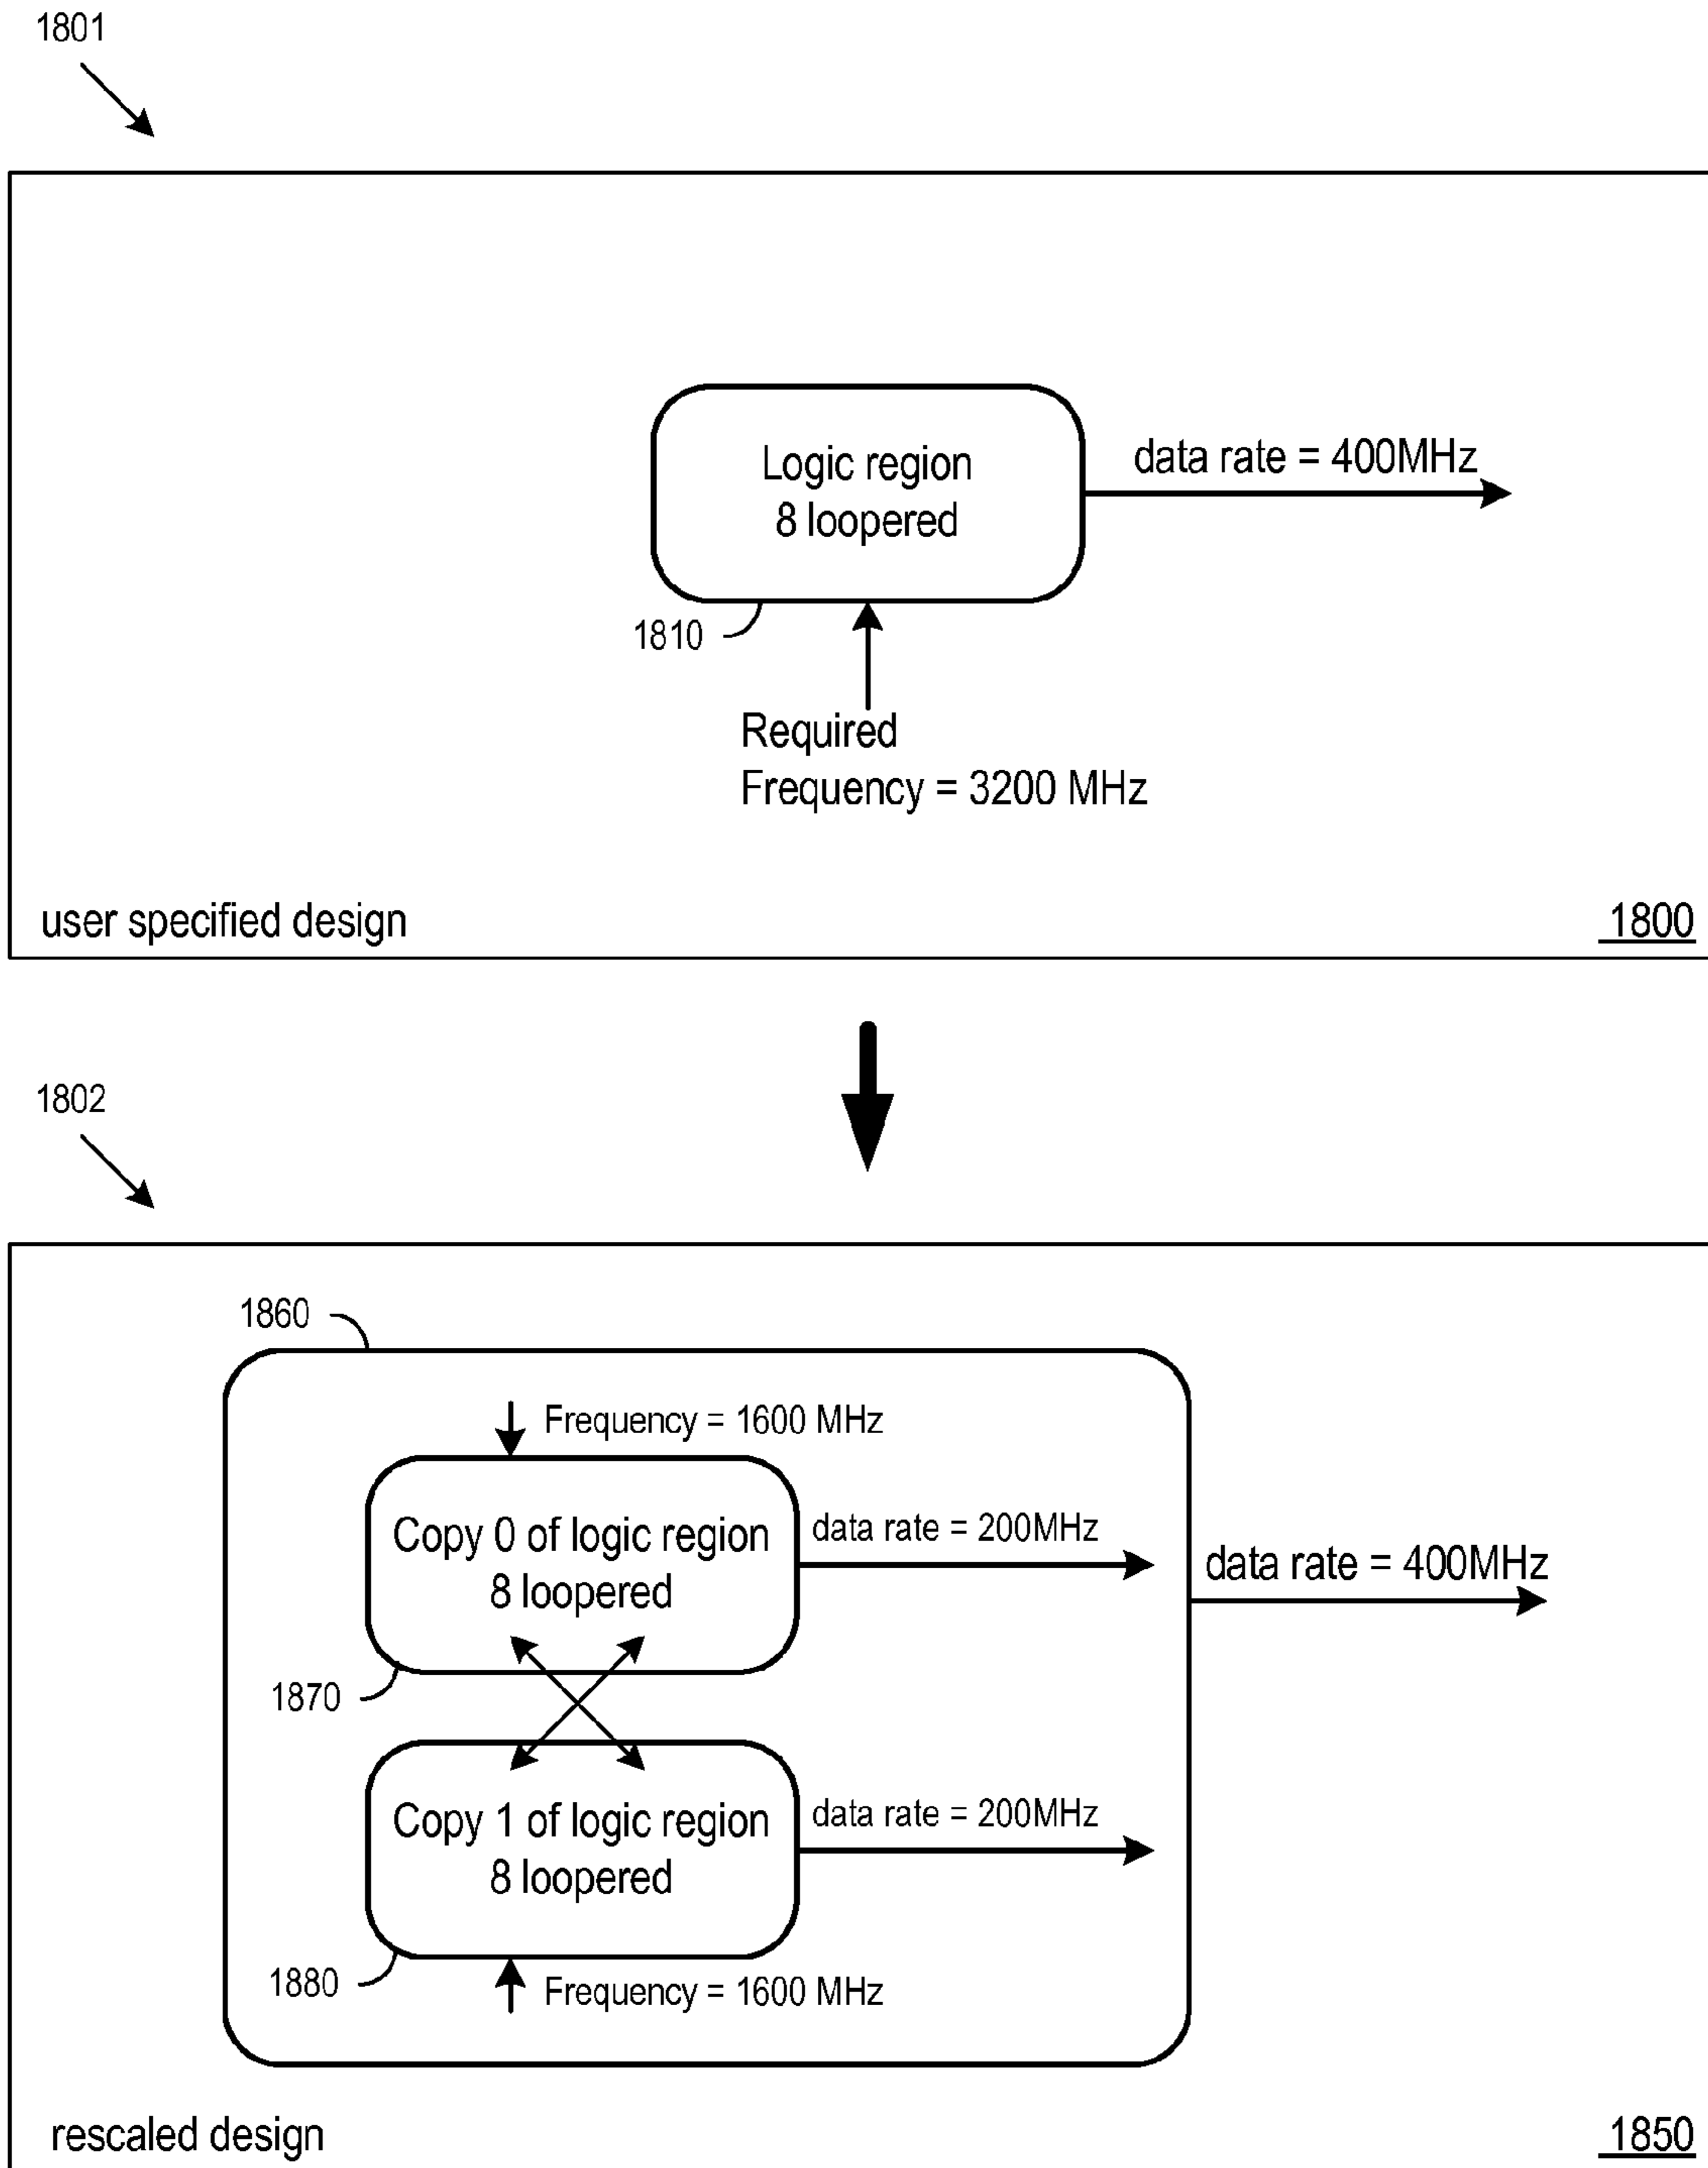 1801
Logic region
8 loopered
data rate = 400MHz
1810
Required
Frequency = 3200 MHz
user specified design
1800
1802
1860
Frequency = 1600 MHz
Copy 0 of logic region
8 loopered
data rate = 200MHz
data rate = 400MHz
1870
Copy 1 of logic region
8 loopered
data rate = 200MHz
1880
Frequency = 1600 MHz
rescaled design
1850